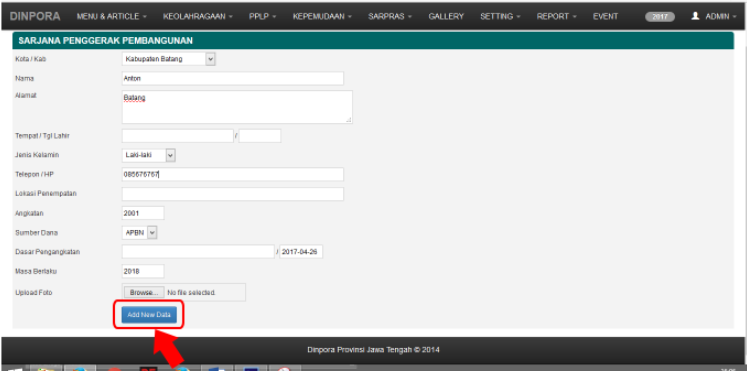 DINPORA MENU & ARTICLE KEOLAHRAGAAN PPLP KEPEMUDAAN SARPRAS GALLERY SETTING REPORT EVENT 2017 ADMIN
SARJANA PENGGERAK PEMBANGUNAN
Kota / Kab Kabupaten Batang
Nama Anton
Alamat Batang
Tempat / Tgl Lahir /
Jenis Kelamin Laki-laki
Telepon / HP 085676767
Lokasi Penempatan
Angkatan 2001
Sumber Dana APBN
Dasar Pengangkatan / 2017-04-26
Masa Berlaku 2018
Upload Foto Browse... No file selected.
Add New Data
Dinpora Provinsi Jawa Tengah © 2014